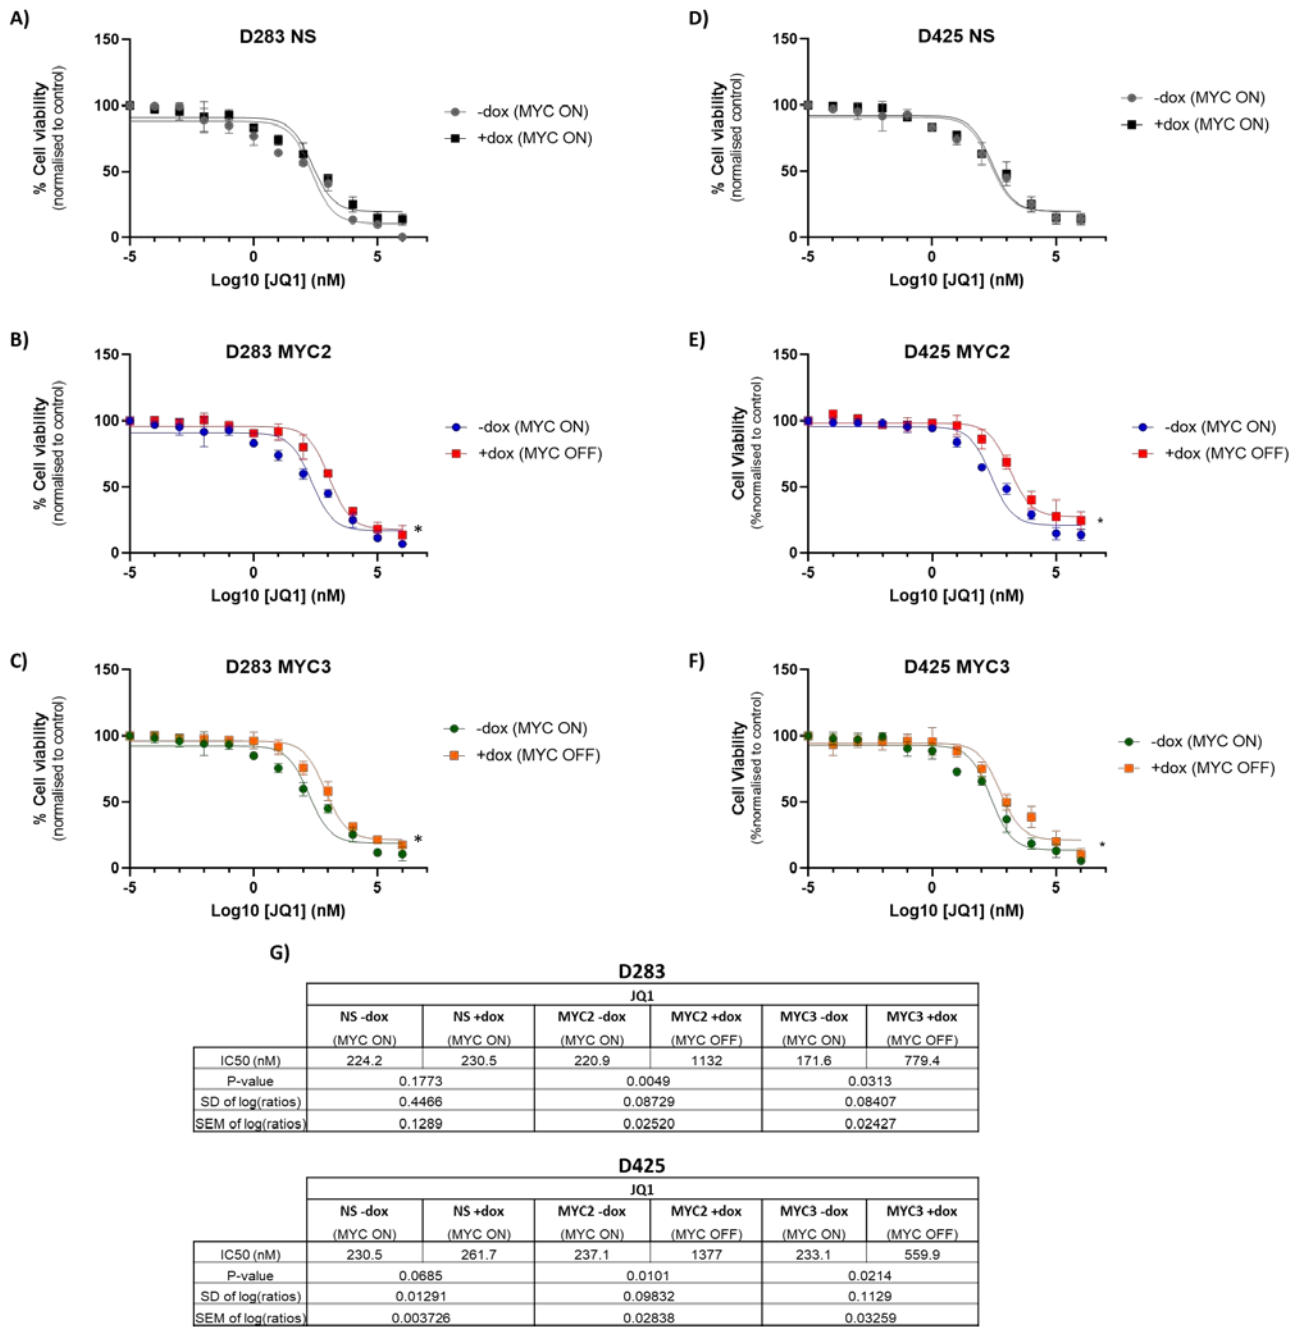 A)
D283 NS
% Cell viability
(normalised to control)
150
100
50
0
-5
0
5
Log10 [JQ1] (nM)
-dox (MYC ON)
+dox (MYC ON)
D)
D425 NS
% Cell viability
(normalised control)
150
100
50
0
-5
0
5
Log10 [JQ1] (nM)
-dox (MYC ON)
+dox (MYC ON)
B)
D283 MYC2
% Cell viability
(normalised to control)
150
100
50
0
-5
0
5
Log10 [JQ1] (nM)
-dox (MYC ON)
+dox (MYC OFF)
*
E)
D425 MYC2
Cell Viability
(%normalised to control)
150
100
50
0
-5
0
5
Log10 [JQ1] (nM)
-dox (MYC ON)
+dox (MYC OFF)
*
C)
D283 MYC3
% Cell viability
(normalised to control)
150
100
50
0
-5
0
5
Log10 [JQ1] (nM)
-dox (MYC ON)
+dox (MYC OFF)
*
F)
D425 MYC3
Cell Viability
(%normalised to control)
150
100
50
0
-5
0
5
Log10 [JQ1] (nM)
-dox (MYC ON)
+dox (MYC OFF)
*
G)
D283
JQ1
NS -dox NS +dox MYC2 -dox MYC2 +dox MYC3 -dox MYC3 +dox
(MYC ON) (MYC ON) (MYC ON) (MYC OFF) (MYC ON) (MYC OFF)
IC50 (nM) 224.2 230.5 220.9 1132 171.6 779.4
P-value 0.1773 0.0049 0.0313
SD of log(ratios) 0.4466 0.08729 0.08407
SEM of log(ratios) 0.1289 0.02520 0.02427
D425
JQ1
NS -dox NS +dox MYC2 -dox MYC2 +dox MYC3 -dox MYC3 +dox
(MYC ON) (MYC ON) (MYC ON) (MYC OFF) (MYC ON) (MYC OFF)
IC50 (nM) 230.5 261.7 237.1 1377 233.1 559.9
P-value 0.0685 0.0101 0.0214
SD of log(ratios) 0.01291 0.09832 0.1129
SEM of log(ratios) 0.003726 0.02838 0.03259